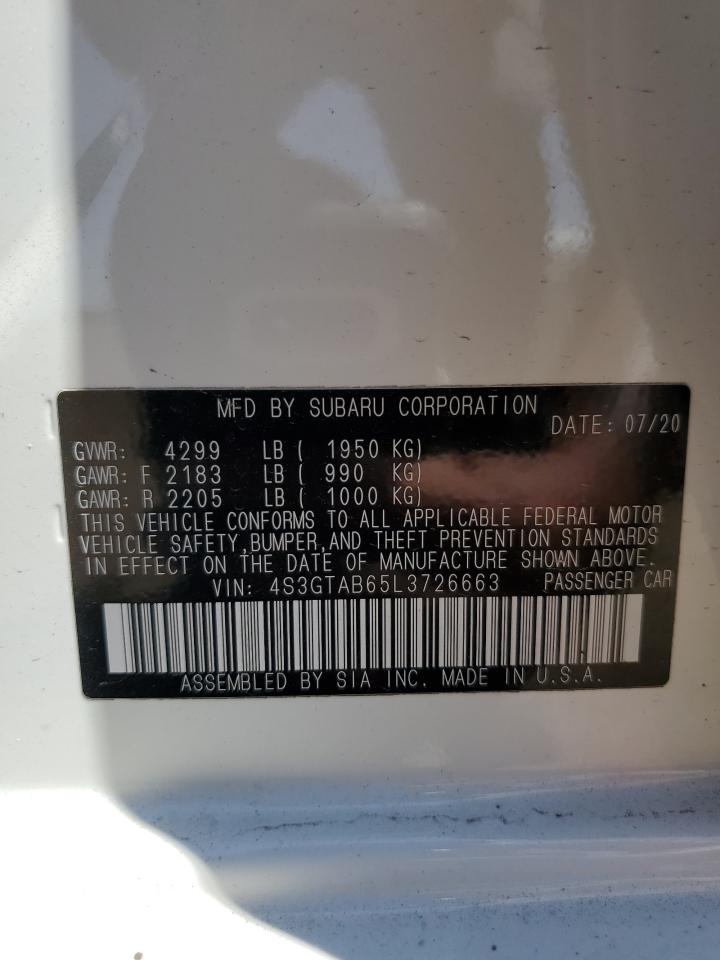 MFD BY SUBARU CORPORATION
DATE: 07/20
GVWR: 4299 LB ( 1950 KG)
GAWR: F 2183 LB ( 990 KG)
GAWR: R 2205 LB ( 1000 KG)
THIS VEHICLE CONFORMS TO ALL APPLICABLE FEDERAL MOTOR
VEHICLE SAFETY,BUMPER,AND THEFT PREVENTION STANDARDS
IN EFFECT ON THE DATE OF MANUFACTURE SHOWN ABOVE.
VIN: 4S3GTAB65L3726663 PASSENGER CAR
ASSEMBLED BY SIA INC. MADE IN U.S.A.